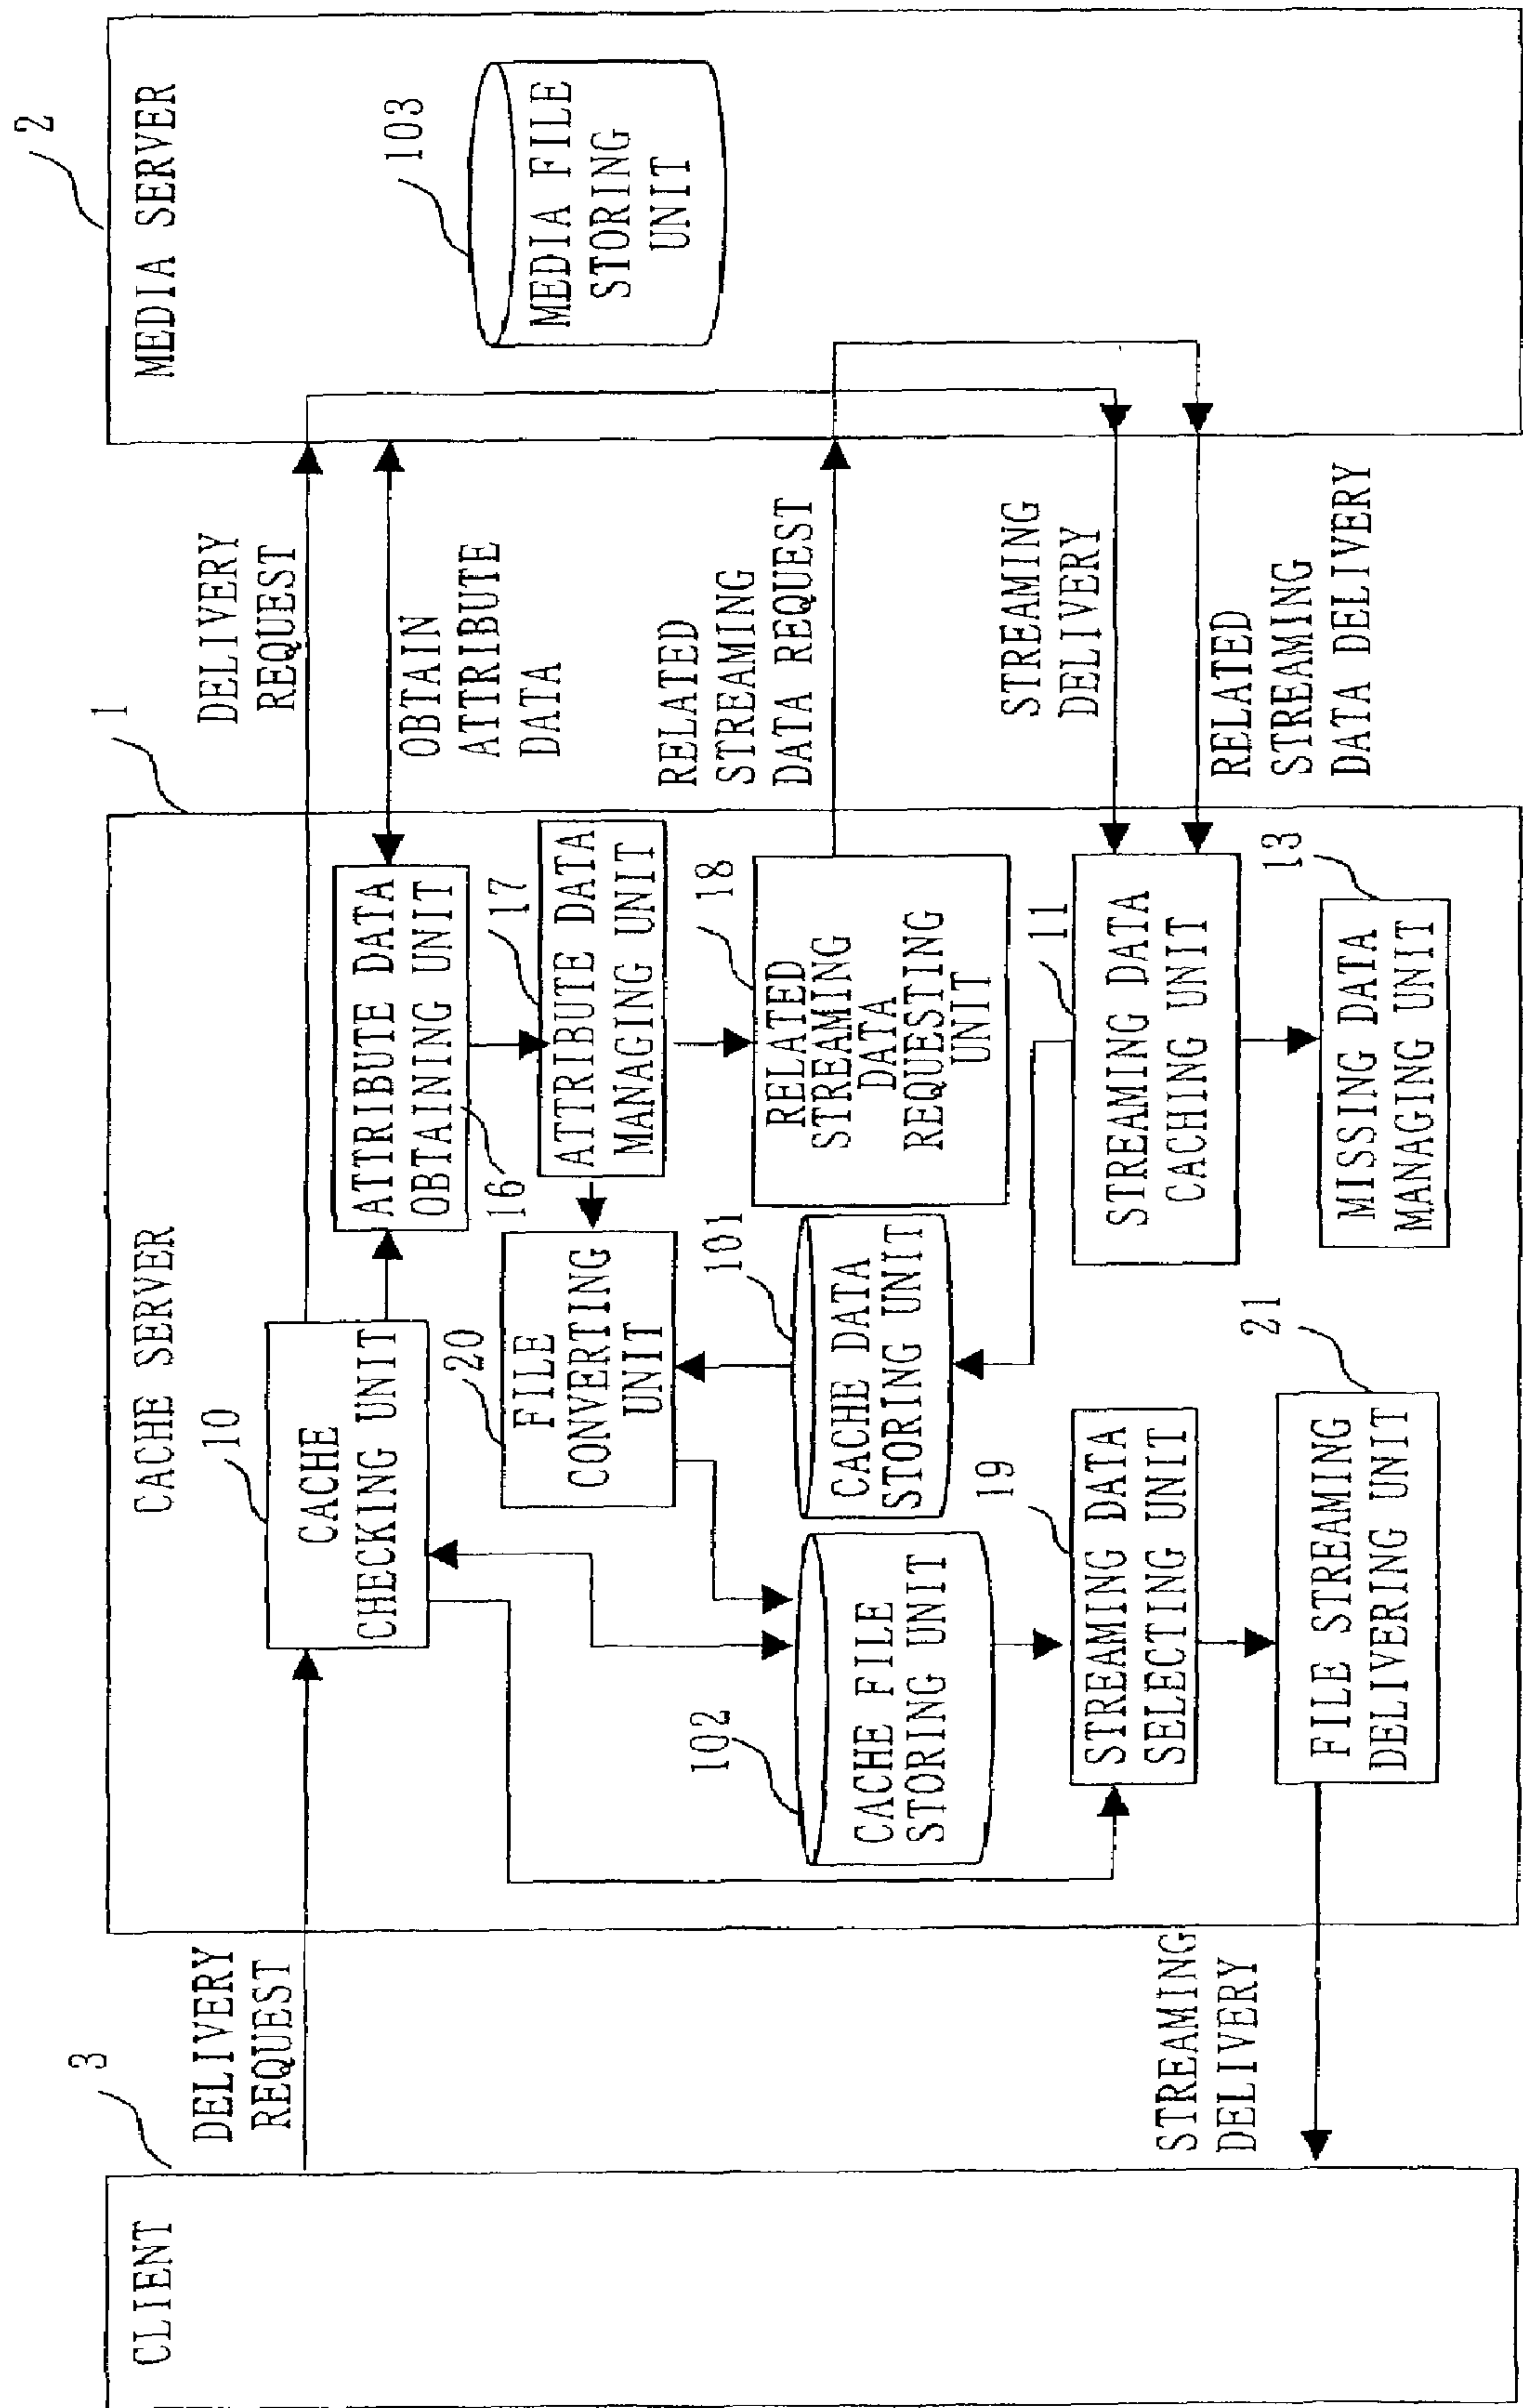 CLIENT
3
DELIVERY
REQUEST
STREAMING
DELIVERY
CACHE SERVER
1
10
CACHE
CHECKING UNIT
ATTRIBUTE DATA
OBTAINING UNIT
16
17
ATTRIBUTE DATA
MANAGING UNIT
20
FILE
CONVERTING
UNIT
18
RELATED
STREAMING
DATA
REQUESTING
UNIT
102
CACHE FILE
STORING UNIT
101
CACHE DATA
STORING UNIT
11
STREAMING DATA
CACHING UNIT
19
STREAMING DATA
SELECTING UNIT
13
MISSING DATA
MANAGING UNIT
21
FILE STREAMING
DELIVERING UNIT
DELIVERY
REQUEST
OBTAIN
ATTRIBUTE
DATA
RELATED
STREAMING
DATA REQUEST
STREAMING
DELIVERY
RELATED
STREAMING
DATA DELIVERY
2
MEDIA SERVER
103
MEDIA FILE
STORING
UNIT